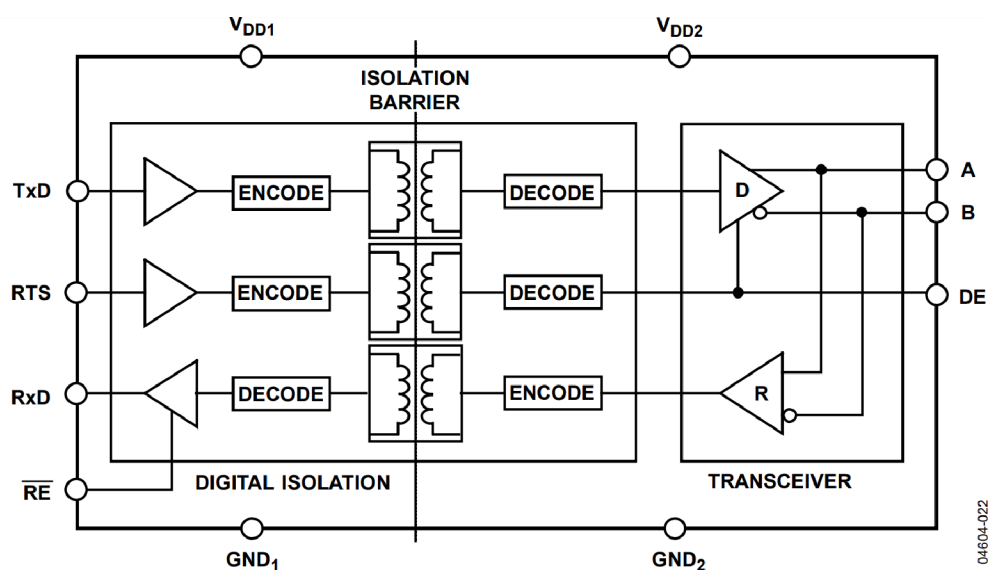 VDD1
VDD2
ISOLATION
BARRIER
TxD
ENCODE
DECODE
D
A
B
RTS
ENCODE
DECODE
DE
RxD
DECODE
ENCODE
R
RE
DIGITAL ISOLATION
TRANSCEIVER
GND1
GND2
04604-022